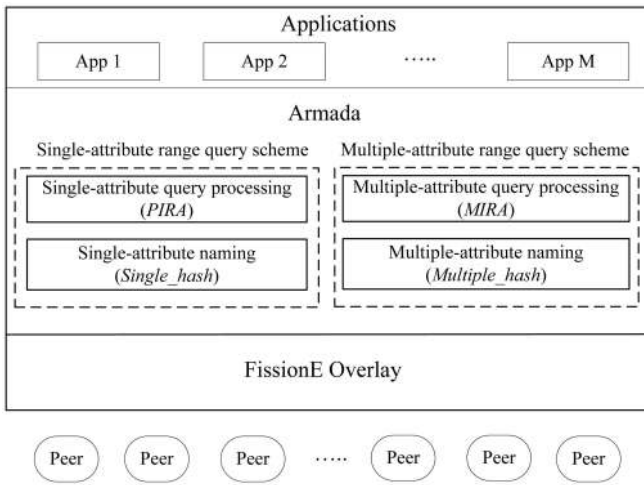 Applications
App 1 App 2 ..... App M
Armada
Single-attribute range query scheme Multiple-attribute range query scheme
Single-attribute query processing
(PIRA)
Multiple-attribute query processing
(MIRA)
Single-attribute naming
(Single_hash)
Multiple-attribute naming
(Multiple_hash)
FissionE Overlay
Peer Peer Peer ..... Peer Peer Peer